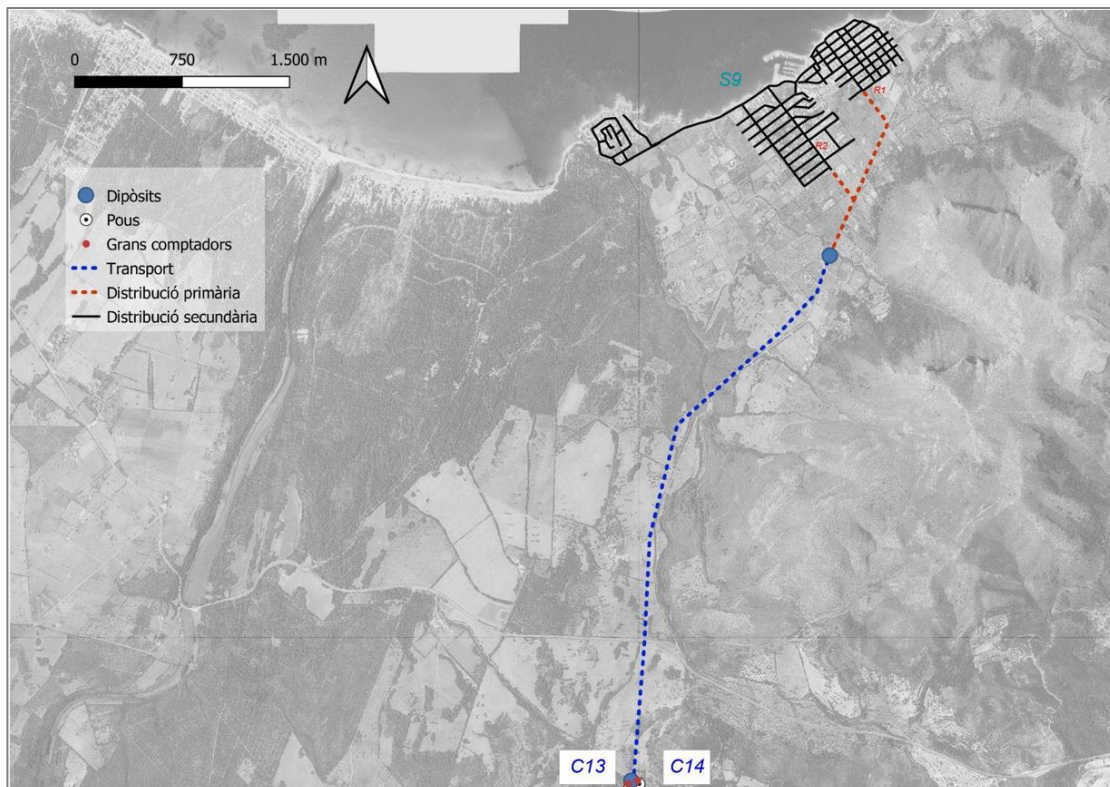 0 750 1.500 m
S9
R1
R2
Dipòsits
Pous
Grans comptadors
Transport
Distribució primària
Distribució secundària
C13 C14